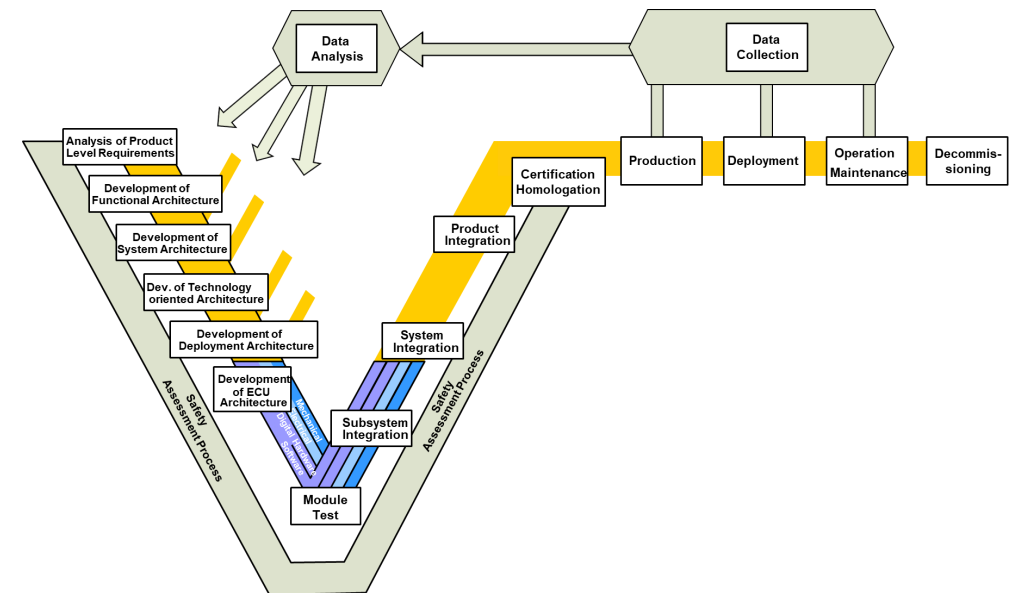 Data
Analysis
Data
Collection
Analysis of Product
Level Requirements
Development of
Functional Architecture
Development of
System Architecture
Dev. of Technology
oriented Architecture
Development of
Deployment Architecture
Development
of ECU
Architecture
Mechanical
Digital Hardware
Software
Module
Test
Subsystem
Integration
System
Integration
Product
Integration
Certification
Homologation
Production
Deployment
Operation
Maintenance
Decommis-
sioning
Safety
Assessment Process
Safety
Assessment Process